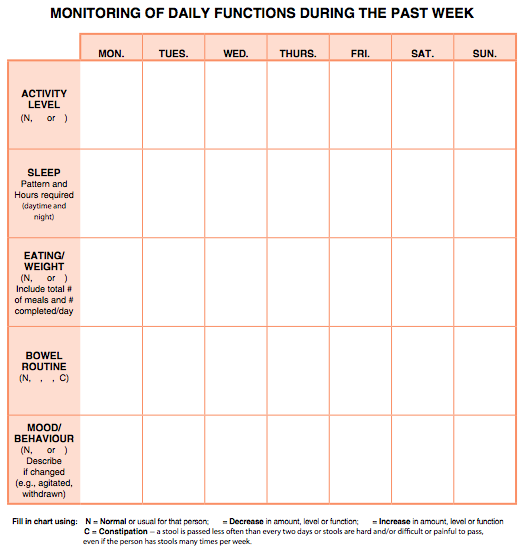 MONITORING OF DAILY FUNCTIONS DURING THE PAST WEEK
MON. TUES. WED. THURS. FRI. SAT. SUN.
ACTIVITY
LEVEL
(N, or )
SLEEP
Pattern and
Hours required
(daytime and
night)
EATING/
WEIGHT
(N, or )
Include total #
of meals and #
completed/day
BOWEL
ROUTINE
(N, , , C)
MOOD/
BEHAVIOUR
(N, or )
Describe
if changed
(e.g., agitated,
withdrawn)
Fill in chart using: N = Normal or usual for that person; = Decrease in amount, level or function; = Increase in amount, level or function
C = Constipation – a stool is passed less often than every two days or stools are hard and/or difficult or painful to pass,
even if the person has stools many times per week.